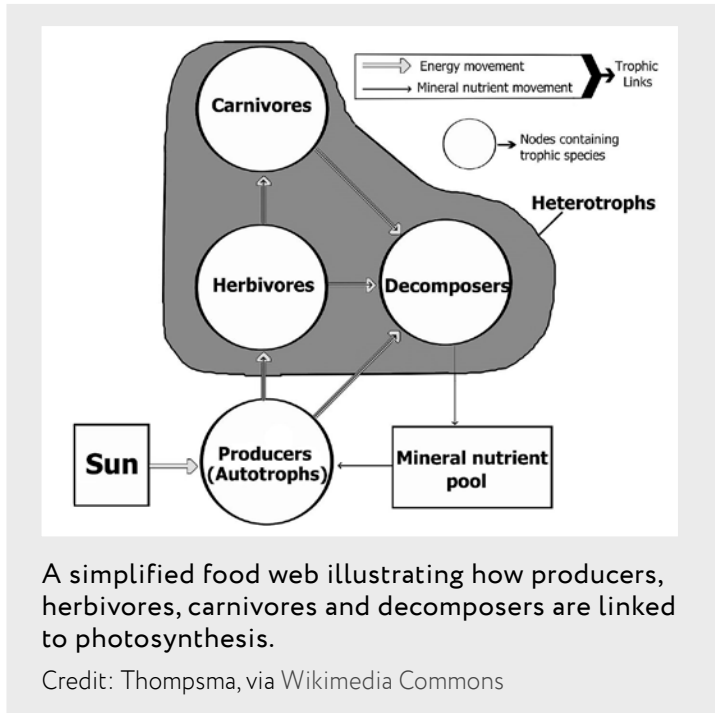 Carnivores
Energy movement
Mineral nutrient movement
Trophic
Links
Nodes containing
trophic species
Heterotrophs
Herbivores
Decomposers
Sun
Producers
(Autotrophs)
Mineral nutrient
pool
A simplified food web illustrating how producers,
herbivores, carnivores and decomposers are linked
to photosynthesis.
Credit: Thompsma, via Wikimedia Commons